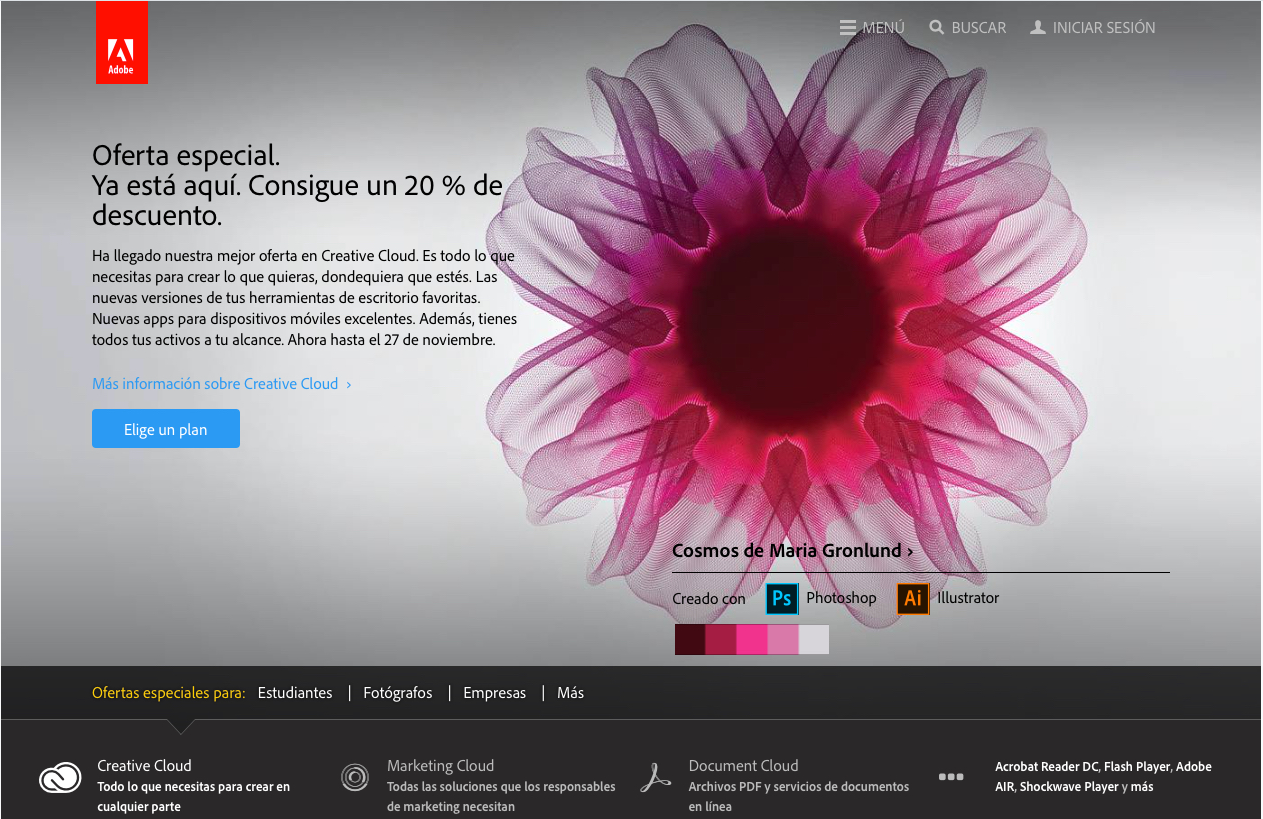 MENÚ BUSCAR INICIAR SESIÓN
Adobe
Oferta especial.
Ya está aquí. Consigue un 20 % de
descuento.
Ha llegado nuestra mejor oferta en Creative Cloud. Es todo lo que
necesitas para crear lo que quieras, dondequiera que estés. Las
nuevas versiones de tus herramientas de escritorio favoritas.
Nuevas apps para dispositivos móviles excelentes. Además, tienes
todos tus activos a tu alcance. Ahora hasta el 27 de noviembre.
Más información sobre Creative Cloud ›
Elige un plan
Cosmos de Maria Gronlund ›
Creado con Ps Photoshop Ai Illustrator
Ofertas especiales para: Estudiantes | Fotógrafos | Empresas | Más
Creative Cloud
Todo lo que necesitas para crear en
cualquier parte
Marketing Cloud
Todas las soluciones que los responsables
de marketing necesitan
Document Cloud
Archivos PDF y servicios de documentos
en línea
Acrobat Reader DC, Flash Player, Adobe
AIR, Shockwave Player y más